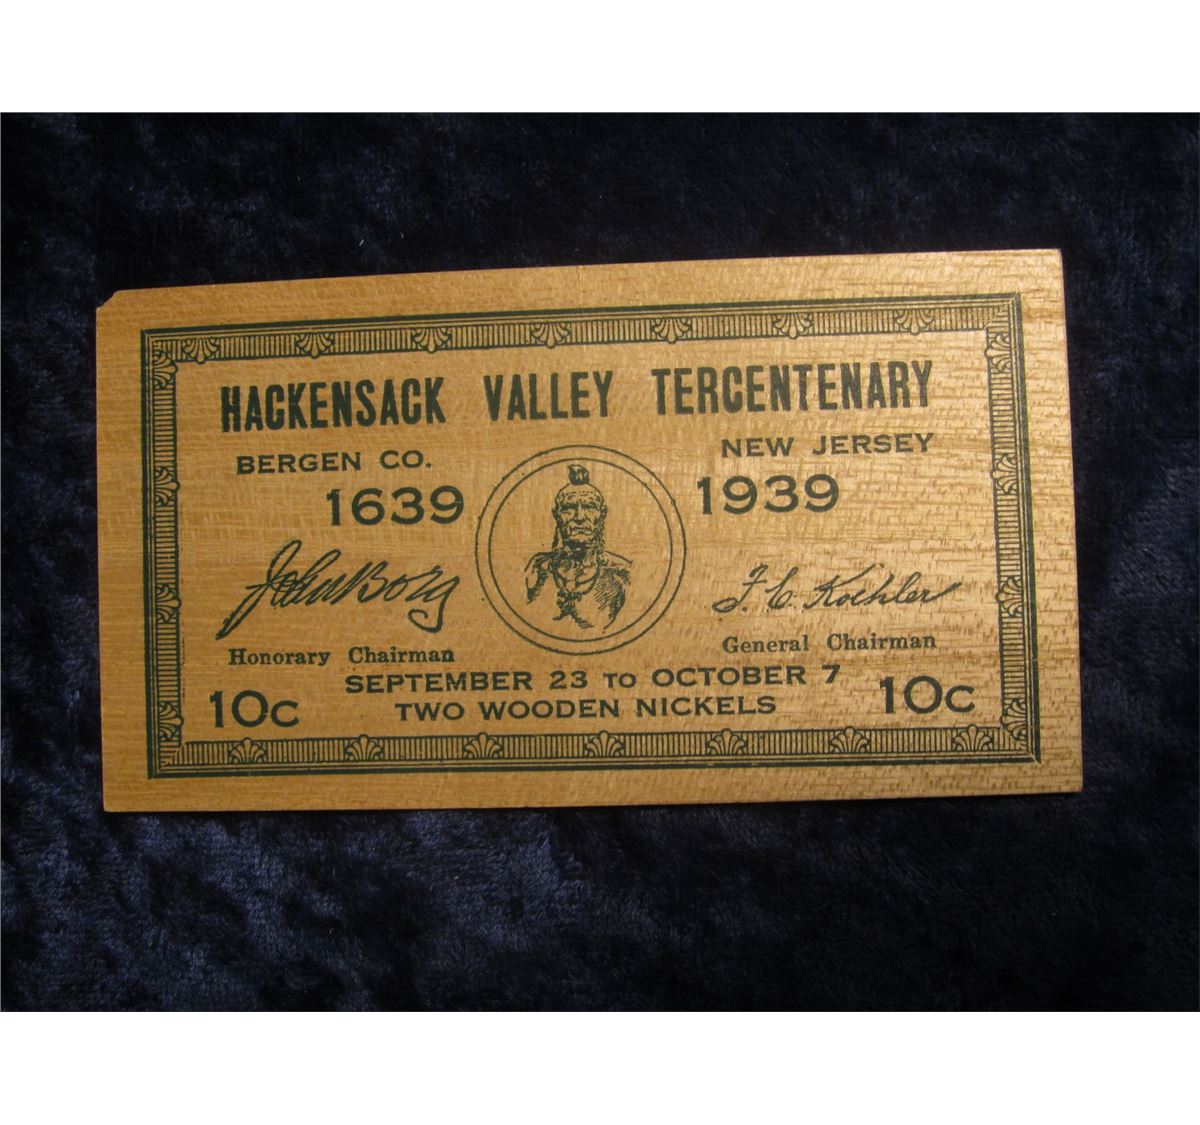 HACKENSACK VALLEY TERCENTENARY
BERGEN CO. NEW JERSEY
1639 1939
John Borg F. C. Koehler
Honorary Chairman General Chairman
SEPTEMBER 23 TO OCTOBER 7
10c TWO WOODEN NICKELS 10c